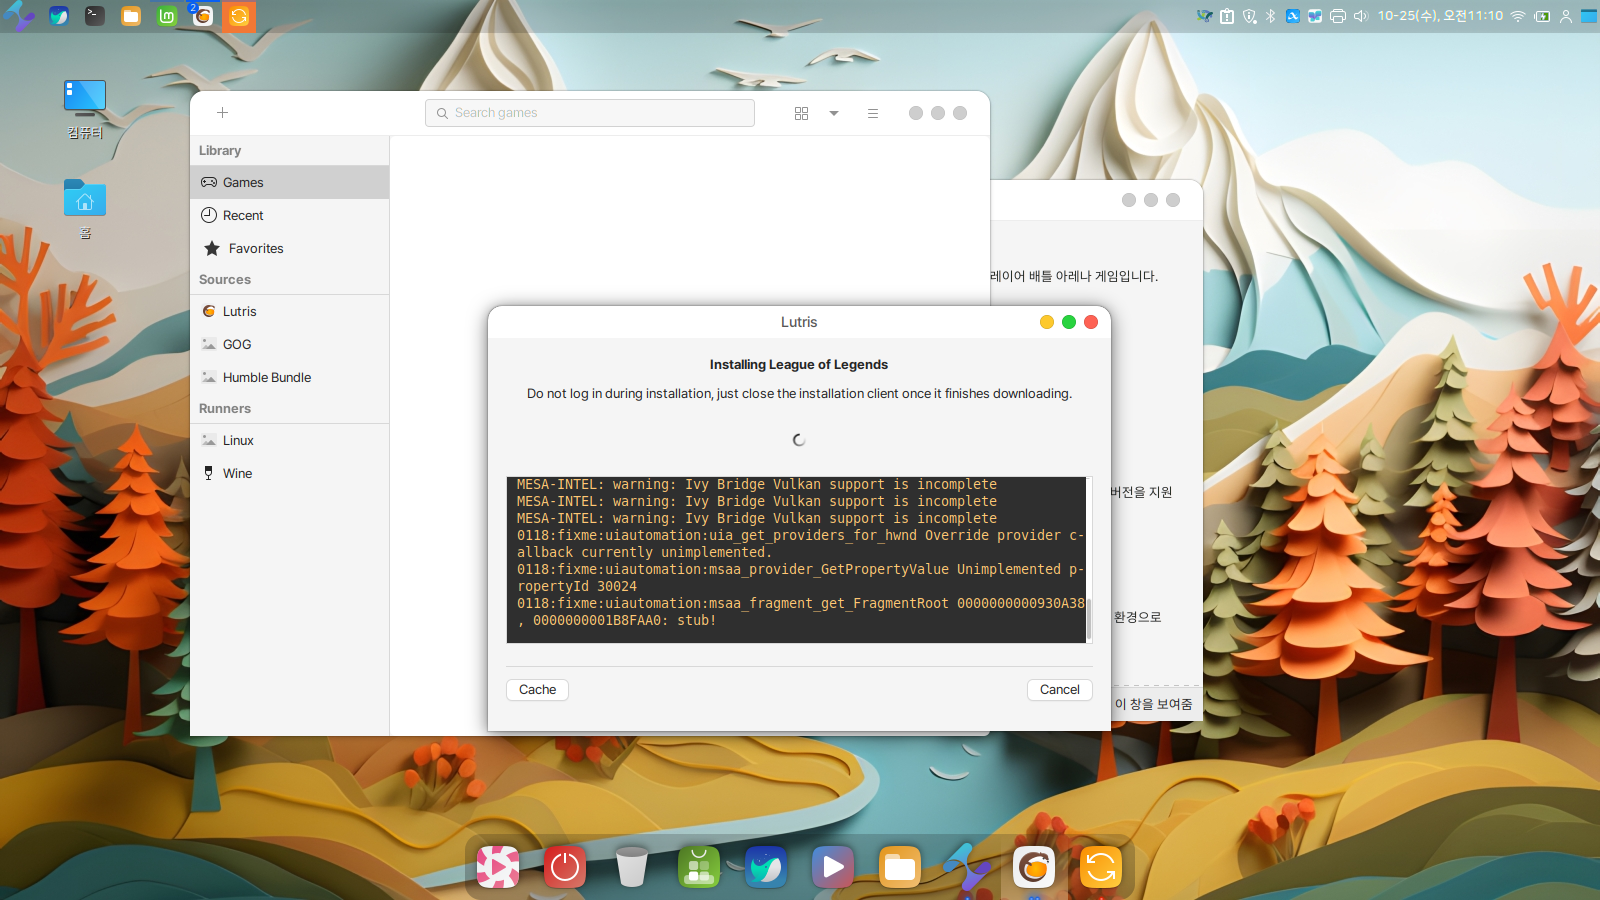 2
10-25(수), 오전11:10
컴퓨터
홈
Search games
Library
Games
Recent
Favorites
Sources
Lutris
GOG
Humble Bundle
Runners
Linux
Wine
레이어 배틀 아레나 게임입니다.
버전을 지원
환경으로
이 창을 보여줌
Lutris
Installing League of Legends
Do not log in during installation, just close the installation client once it finishes downloading.
MESA-INTEL: warning: Ivy Bridge Vulkan support is incomplete
MESA-INTEL: warning: Ivy Bridge Vulkan support is incomplete
MESA-INTEL: warning: Ivy Bridge Vulkan support is incomplete
0118:fixme:uiautomation:uia_get_providers_for_hwnd Override provider c-
allback currently unimplemented.
0118:fixme:uiautomation:msaa_provider_GetPropertyValue Unimplemented p-
ropertyId 30024
0118:fixme:uiautomation:msaa_fragment_get_FragmentRoot 0000000000930A38
, 0000000001B8FAA0: stub!
Cache
Cancel